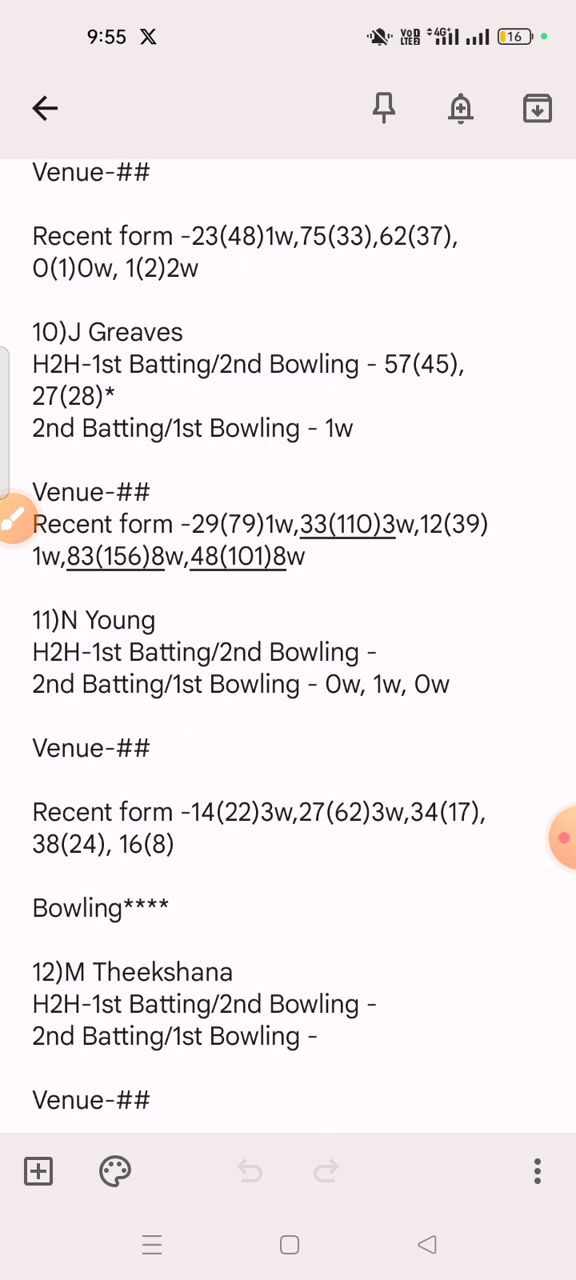 9:55 X VoD LTE 4G 16
Venue-##
Recent form -23(48)1w,75(33),62(37),
0(1)0w, 1(2)2w
10)J Greaves
H2H-1st Batting/2nd Bowling - 57(45),
27(28)*
2nd Batting/1st Bowling - 1w
Venue-##
Recent form -29(79)1w,33(110)3w,12(39)
1w,83(156)8w,48(101)8w
11)N Young
H2H-1st Batting/2nd Bowling -
2nd Batting/1st Bowling - 0w, 1w, 0w
Venue-##
Recent form -14(22)3w,27(62)3w,34(17),
38(24), 16(8)
Bowling****
12)M Theekshana
H2H-1st Batting/2nd Bowling -
2nd Batting/1st Bowling -
Venue-##